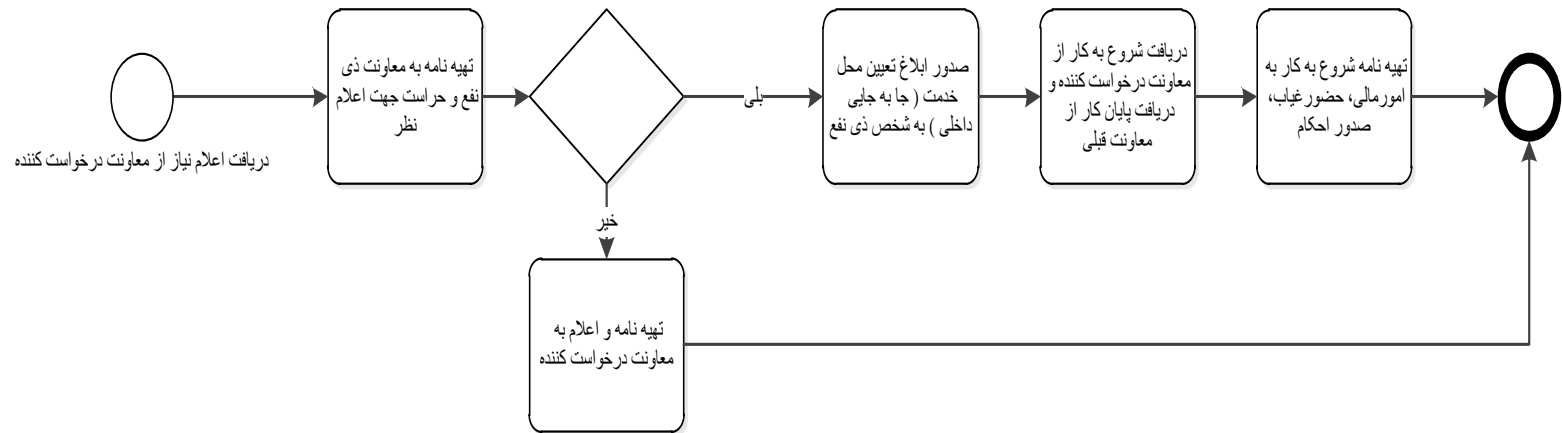 دریافت اعلام نیاز از معاونت درخواست کننده
تهیه نامه به معاونت ذی
نفع و حراست جهت اعلام
نظر
بلی
خیر
صدور ابلاغ تعیین محل
خدمت ( جا به جایی
داخلی ) به شخص ذی نفع
دریافت شروع به کار از
معاونت درخواست کننده و
دریافت پایان کار از
معاونت قبلی
تهیه نامه شروع به کار به
امورمالی، حضورغیاب،
صدور احکام
تهیه نامه و اعلام به
معاونت درخواست کننده